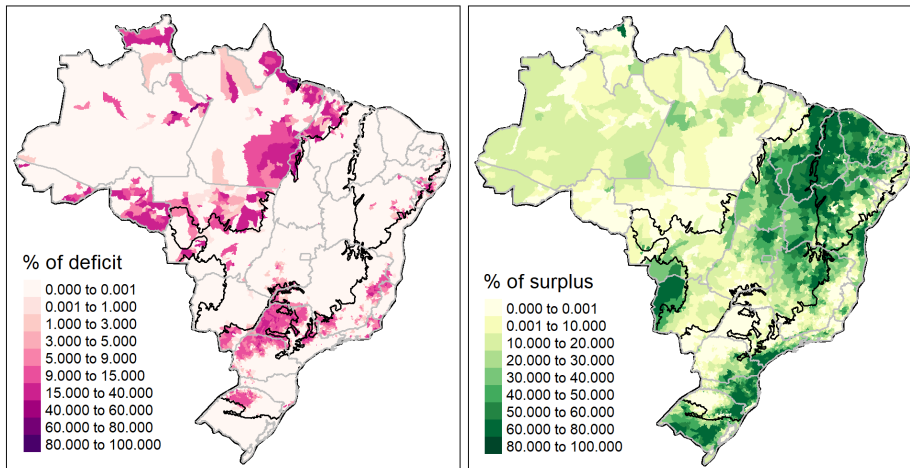 % of deficit
0.000 to 0.001
0.001 to 1.000
1.000 to 3.000
3.000 to 5.000
5.000 to 9.000
9.000 to 15.000
15.000 to 40.000
40.000 to 60.000
60.000 to 80.000
80.000 to 100.000
% of surplus
0.000 to 0.001
0.001 to 10.000
10.000 to 20.000
20.000 to 30.000
30.000 to 40.000
40.000 to 50.000
50.000 to 60.000
60.000 to 80.000
80.000 to 100.000